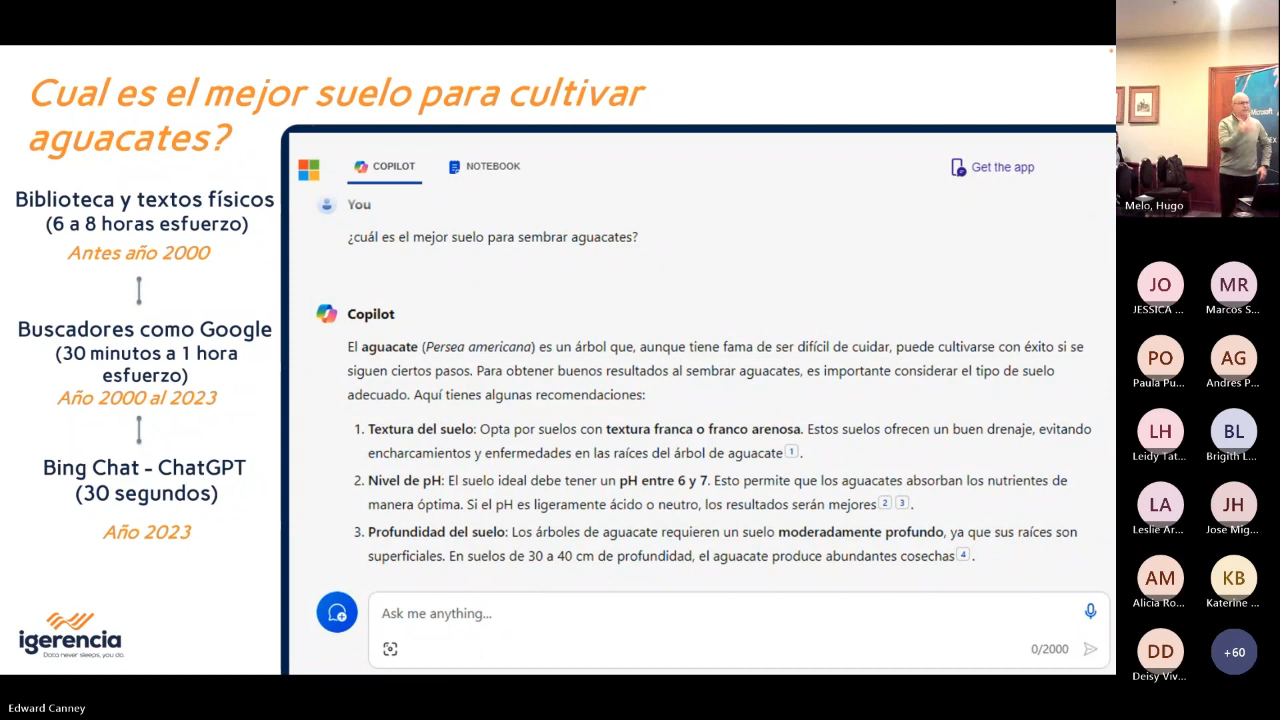 Cual es el mejor suelo para cultivar
aguacates?
Biblioteca y textos físicos
(6 a 8 horas esfuerzo)
Antes año 2000
Buscadores como Google
(30 minutos a 1 hora
esfuerzo)
Año 2000 al 2023
Bing Chat - ChatGPT
(30 segundos)
Año 2023
igerencia
Data never sleeps, you do.
COPILOT
NOTEBOOK
Get the app
You
¿cuál es el mejor suelo para sembrar aguacates?
Copilot
El aguacate (Persea americana) es un árbol que, aunque tiene fama de ser difícil de cuidar, puede cultivarse con éxito si se
siguen ciertos pasos. Para obtener buenos resultados al sembrar aguacates, es importante considerar el tipo de suelo
adecuado. Aquí tienes algunas recomendaciones:
1. Textura del suelo: Opta por suelos con textura franca o franco arenosa. Estos suelos ofrecen un buen drenaje, evitando
encharcamientos y enfermedades en las raíces del árbol de aguacate 1 .
2. Nivel de pH: El suelo ideal debe tener un pH entre 6 y 7. Esto permite que los aguacates absorban los nutrientes de
manera óptima. Si el pH es ligeramente ácido o neutro, los resultados serán mejores 2 3 .
3. Profundidad del suelo: Los árboles de aguacate requieren un suelo moderadamente profundo, ya que sus raíces son
superficiales. En suelos de 30 a 40 cm de profundidad, el aguacate produce abundantes cosechas 4 .
Ask me anything...
0/2000
Microsoft
Melo, Hugo
JO
MR
JESSICA ...
Marcos S...
PO
AG
Paula Pu...
Andres P...
LH
BL
Leidy Tat...
Brigith L...
LA
JH
Leslie Ar...
Jose Mig...
AM
KB
Alicia Ro...
Katerine ...
DD
+60
Deisy Viv...
Edward Canney